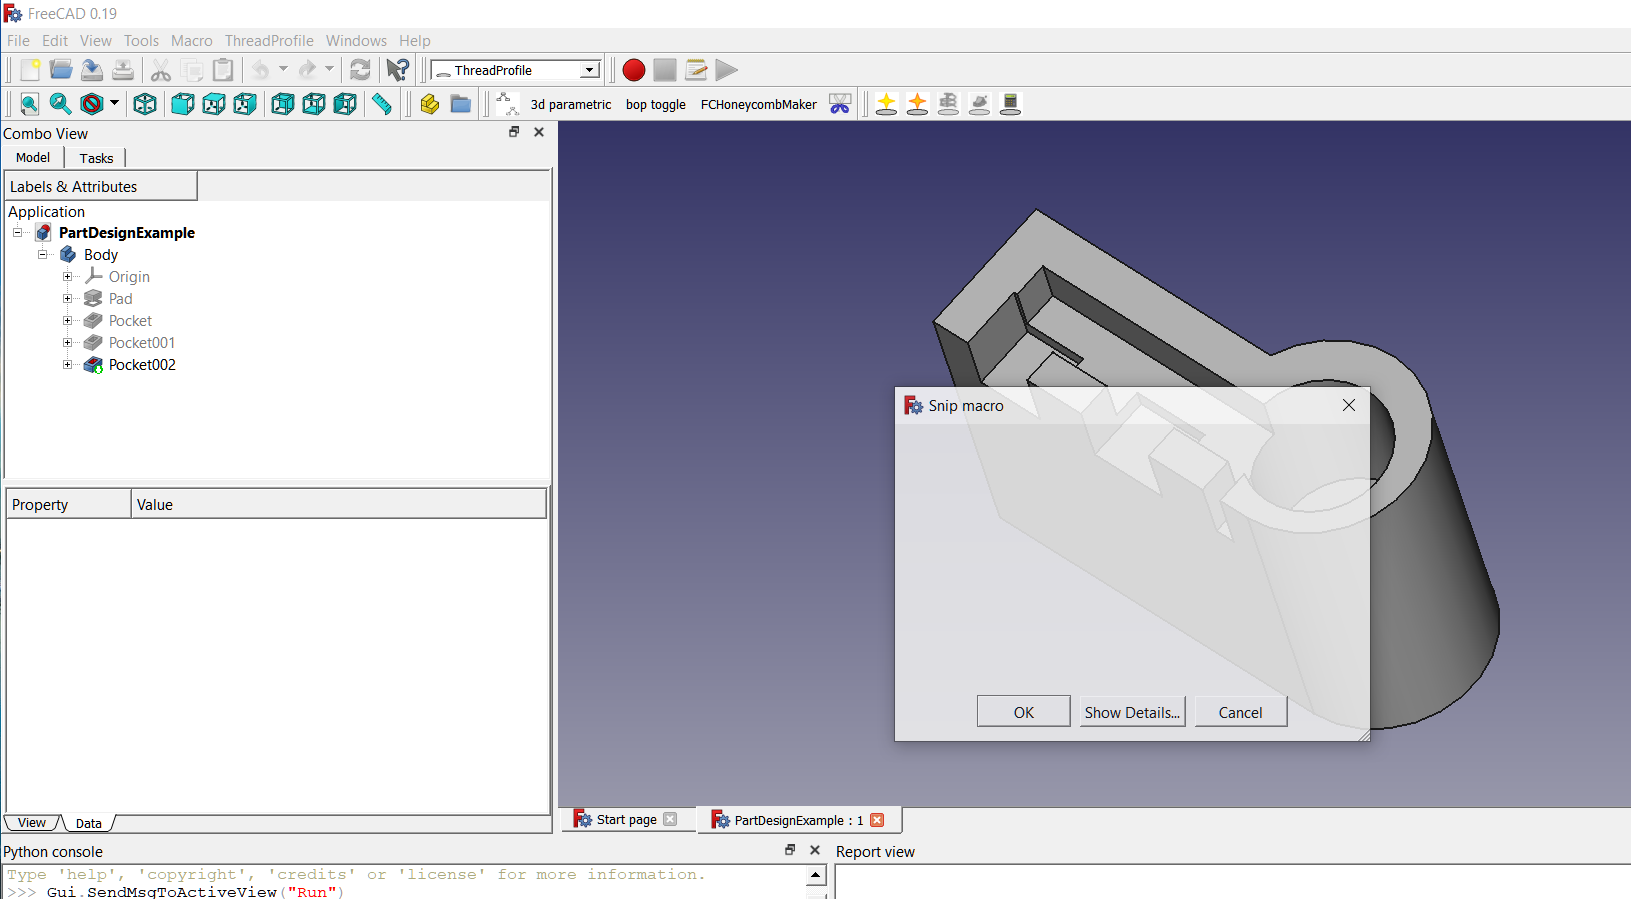 FreeCAD 0.19
File Edit View Tools Macro ThreadProfile Windows Help
ThreadProfile
3d parametric bop toggle FCHoneycombMaker
Combo View
Model Tasks
Labels & Attributes
Application
PartDesignExample
Body
Origin
Pad
Pocket
Pocket001
Pocket002
Property Value
View Data
Snip macro
OK Show Details... Cancel
Start page PartDesignExample : 1
Python console
Type 'help', 'copyright', 'credits' or 'license' for more information.
>>> Gui.SendMsgToActiveView("Run")
Report view